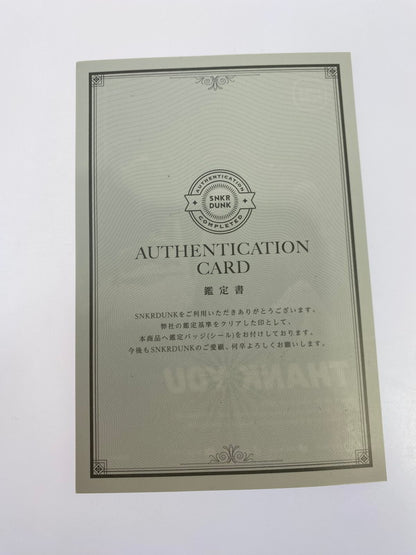 AUTHENTICATION
SNKR
DUNK
COMPLETED
AUTHENTICATION
CARD
鑑定書
SNKRDUNKをご利用いただきありがとうございます。
弊社の鑑定基準をクリアした印として、
本商品へ鑑定バッジ(シール)をお付けしております。
今後もSNKRDUNKのご愛顧、何卒よろしくお願いします。
THANK YOU